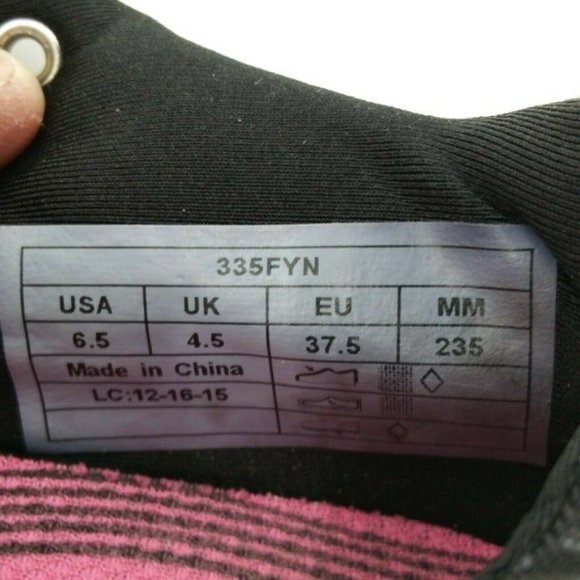 335FYN
USA UK EU MM
6.5 4.5 37.5 235
Made in China
LC:12-16-15